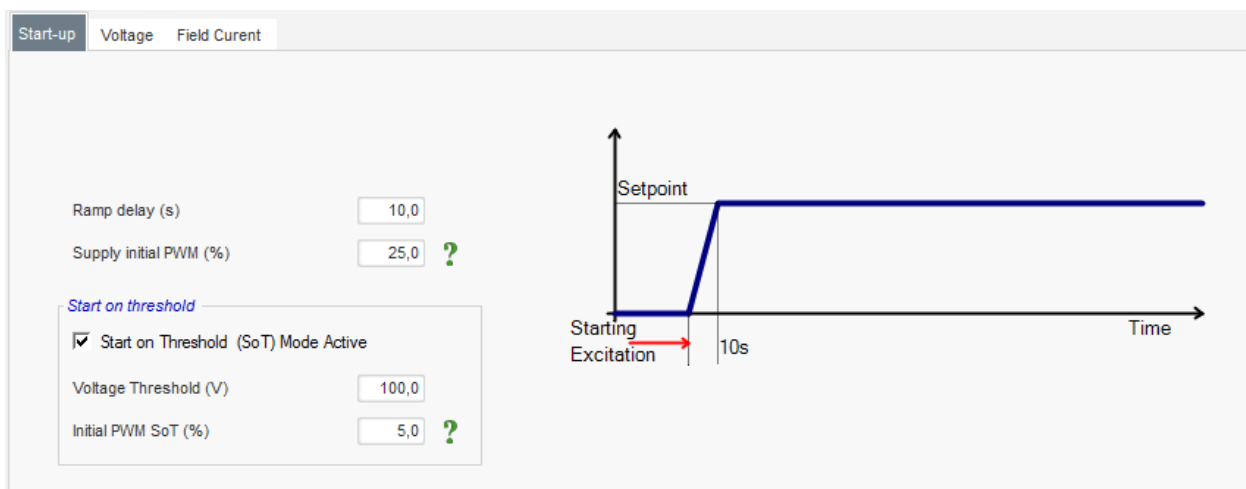 Start-up Voltage Field Curent
Ramp delay (s) 10,0
Supply initial PWM (%) 25,0 ?
Start on threshold
Start on Threshold (SoT) Mode Active
Voltage Threshold (V) 100,0
Initial PWM SoT (%) 5,0 ?
Setpoint
Starting
Excitation
10s
Time